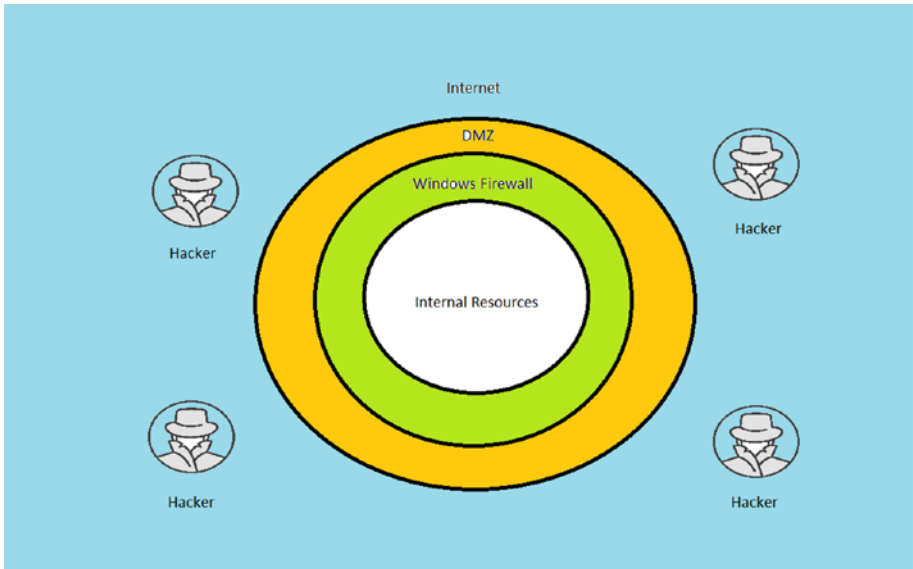 Internet
DMZ
Windows Firewall
Hacker
Hacker
Internal Resources
Hacker
Hacker